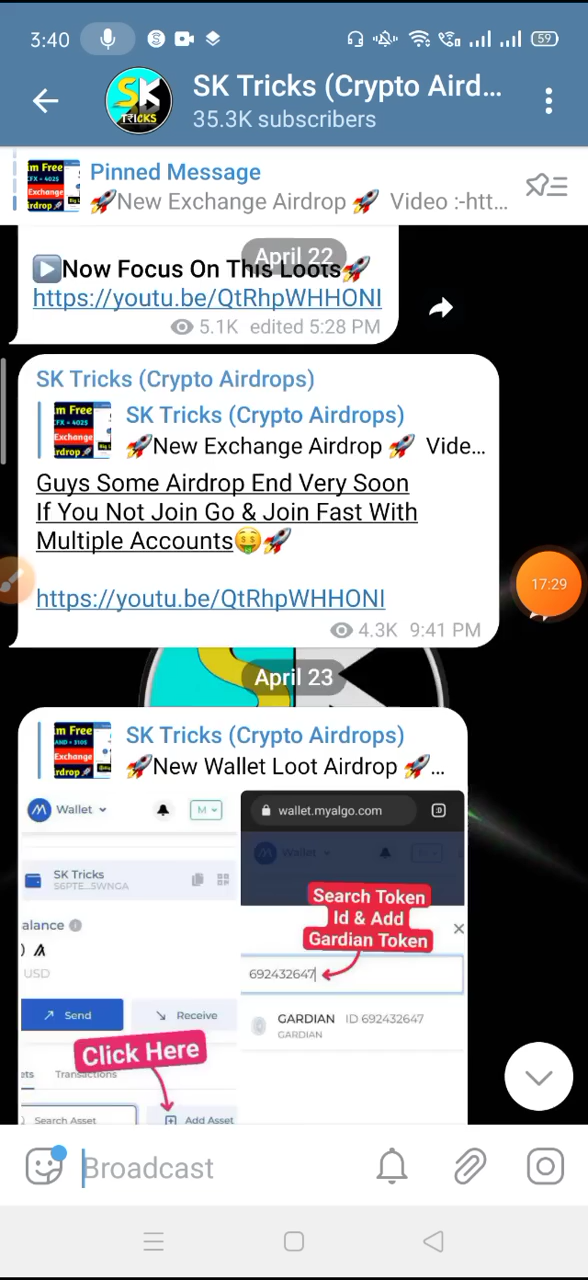 3:40
59
SK Tricks (Crypto Aird...
35.3K subscribers
Pinned Message
🚀New Exchange Airdrop 🚀 Video :-htt...
April 22
▶️Now Focus On This Loots🚀
https://youtu.be/QtRhpWHHONI
5.1K edited 5:28 PM
SK Tricks (Crypto Airdrops)
SK Tricks (Crypto Airdrops)
🚀New Exchange Airdrop 🚀 Vide...
Guys Some Airdrop End Very Soon
If You Not Join Go & Join Fast With
Multiple Accounts🤑🚀
https://youtu.be/QtRhpWHHONI
4.3K 9:41 PM
17:29
April 23
SK Tricks (Crypto Airdrops)
🚀New Wallet Loot Airdrop 🚀...
Wallet
M
SK Tricks
S6PTE...SWNGA
alance
USD
Send
Receive
Click Here
ets
Transactions
Search Asset
Add Asset
wallet.myalgo.com
Wallet
Search Token
Id & Add
Gardian Token
692432647
GARDIAN ID 692432647
GARDIAN
Broadcast